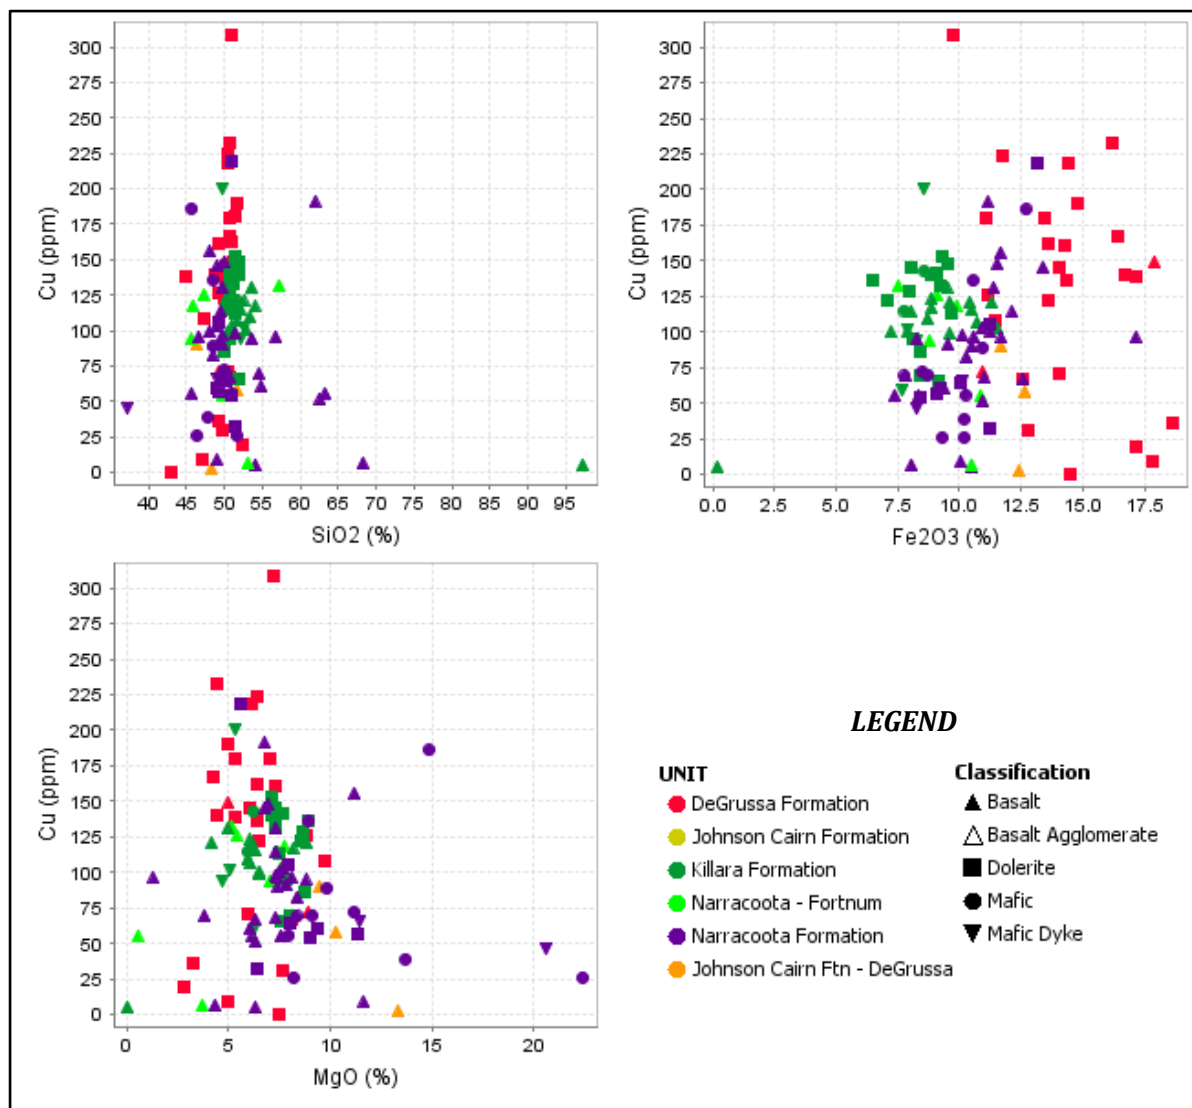 300
275
250
225
200
175
150
125
100
75
50
25
0
Cu (ppm)
40 45 50 55 60 65 70 75 80 85 90 95
SiO2 (%)
300
275
250
225
200
175
150
125
100
75
50
25
0
Cu (ppm)
0.0 2.5 5.0 7.5 10.0 12.5 15.0 17.5
Fe2O3 (%)
300
275
250
225
200
175
150
125
100
75
50
25
0
Cu (ppm)
0 5 10 15 20
MgO (%)
LEGEND
UNIT
DeGrussa Formation
Johnson Cairn Formation
Killara Formation
Narracoota - Fortnum
Narracoota Formation
Johnson Cairn Ftn - DeGrussa
Classification
Basalt
Basalt Agglomerate
Dolerite
Mafic
Mafic Dyke